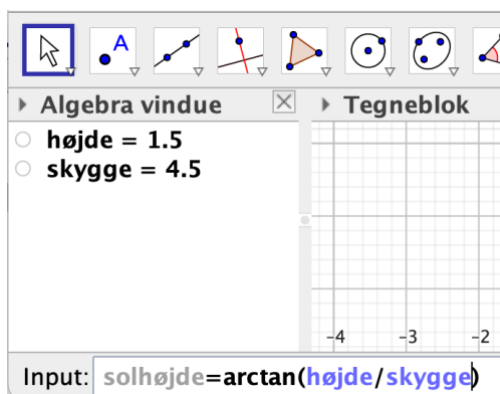 A
Algebra vindue
Tegneblok
højde = 1.5
skygge = 4.5
-4 -3 -2
Input: solhøjde=arctan(højde/skygge)